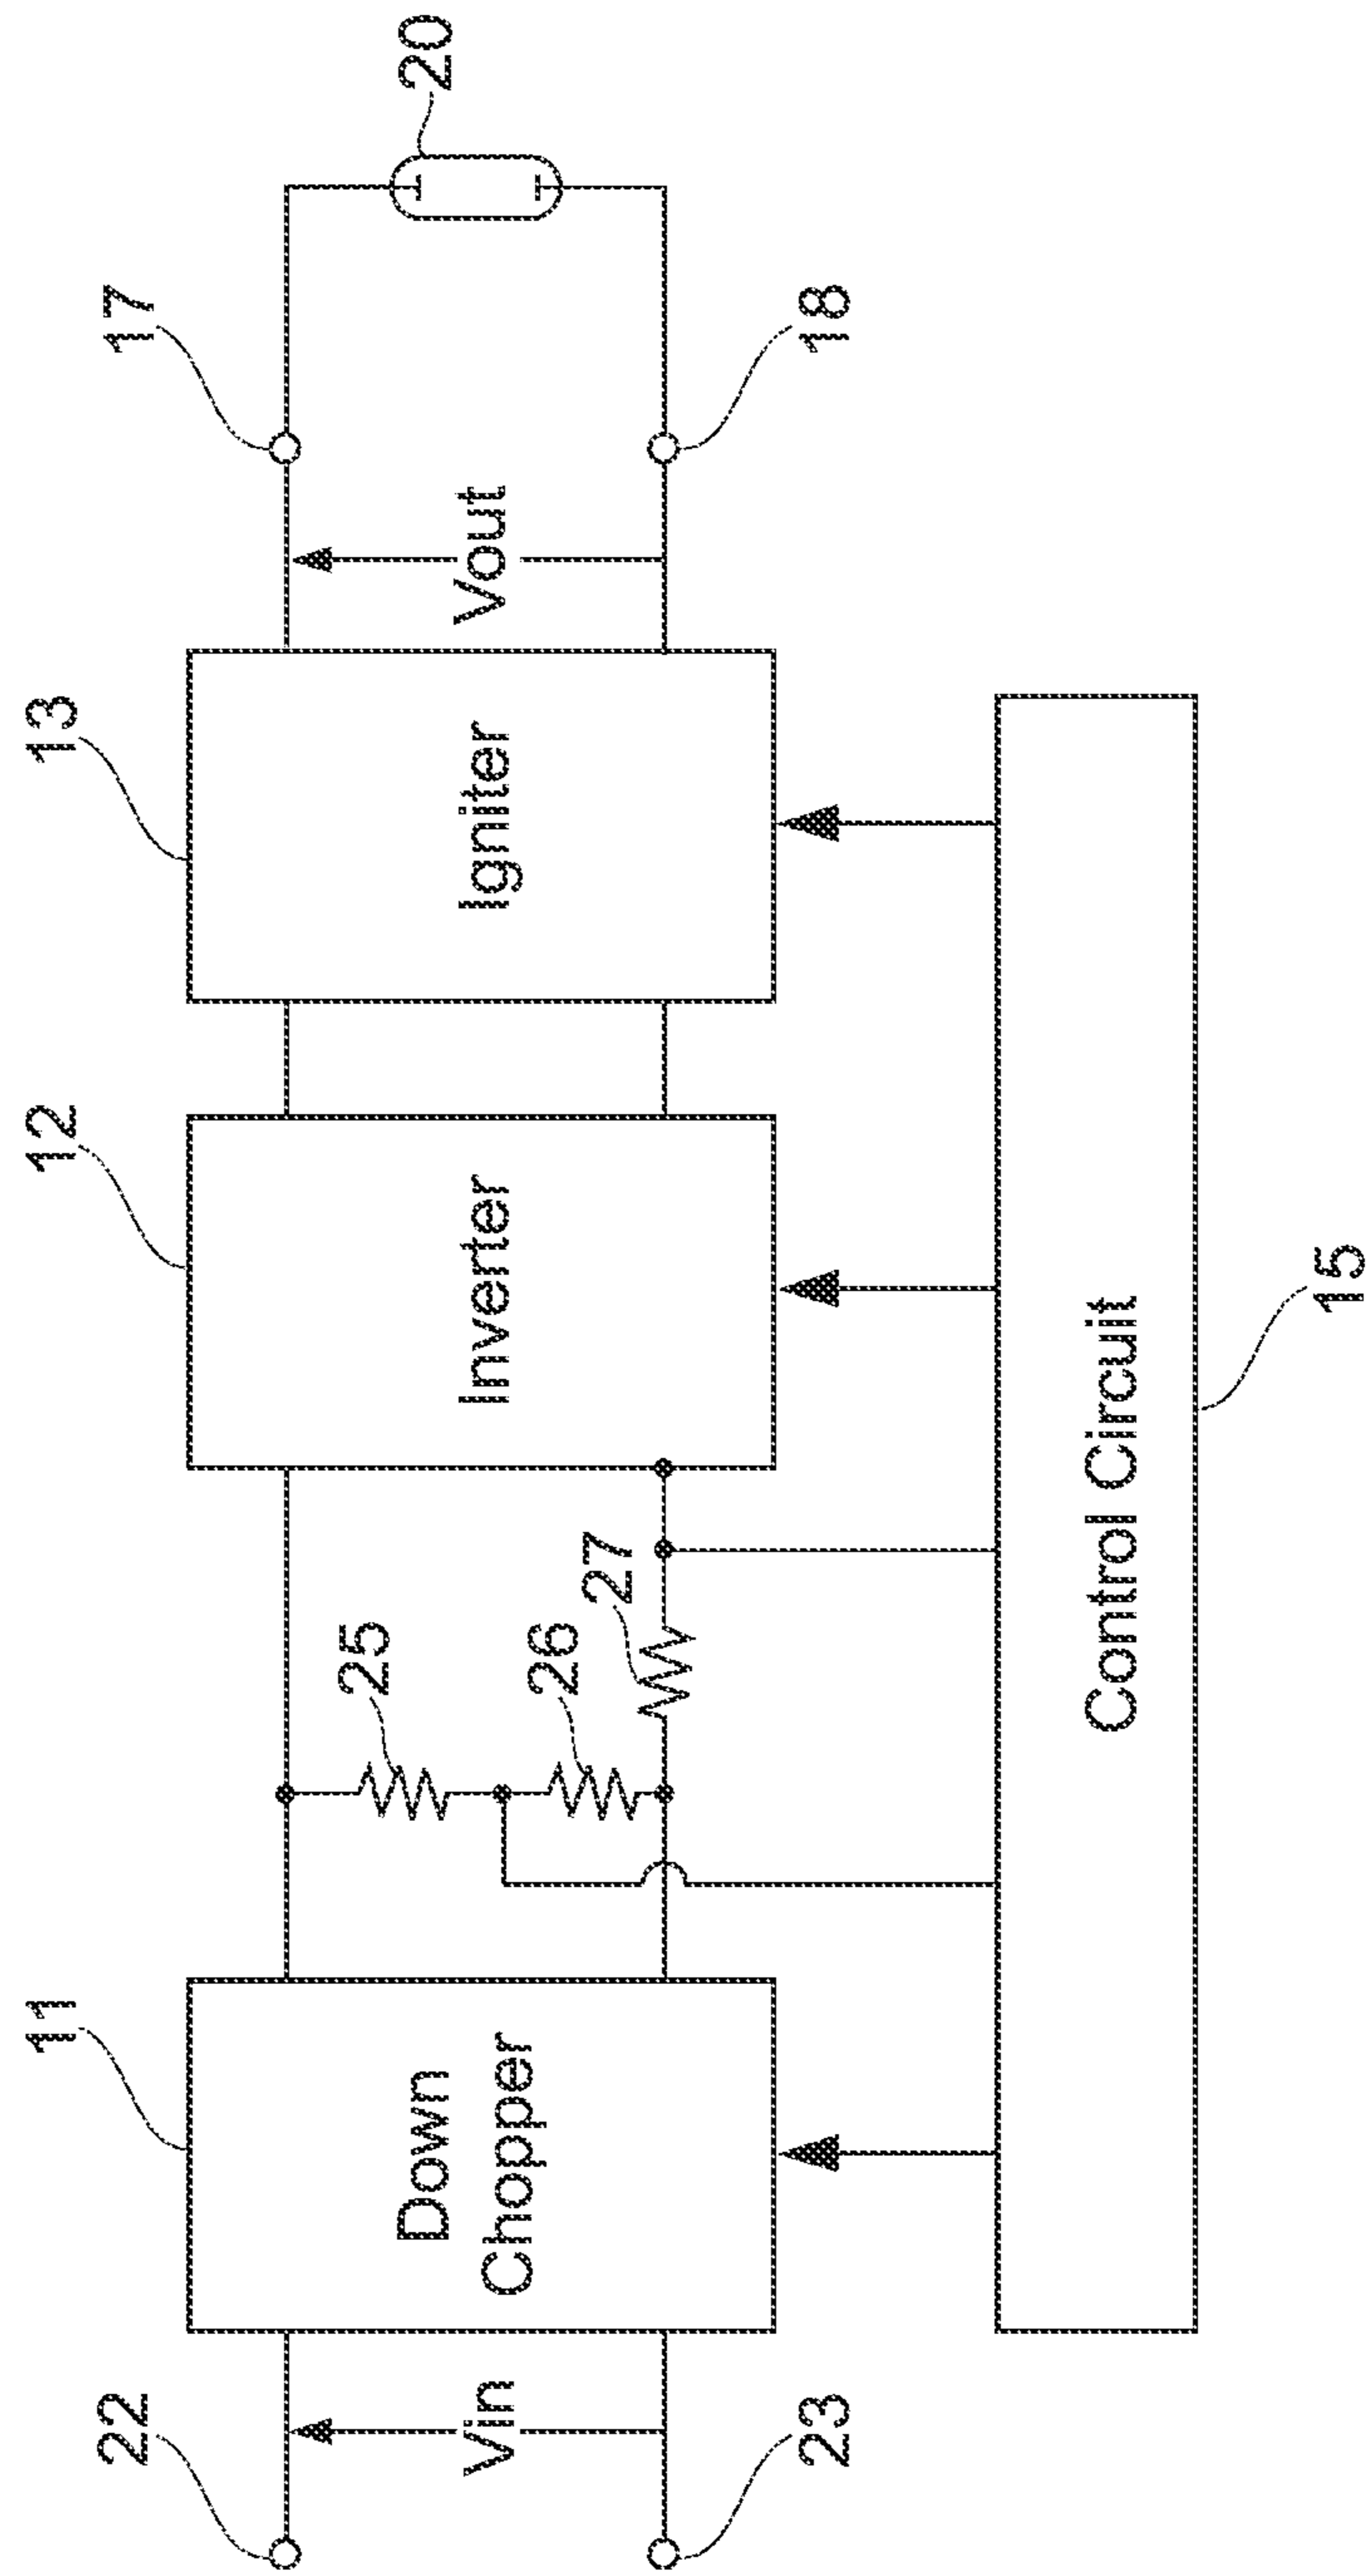 11
12
13
17
20
22
Vin
Down
Chopper
25
26
27
Inverter
Igniter
Vout
23
18
Control Circuit
15